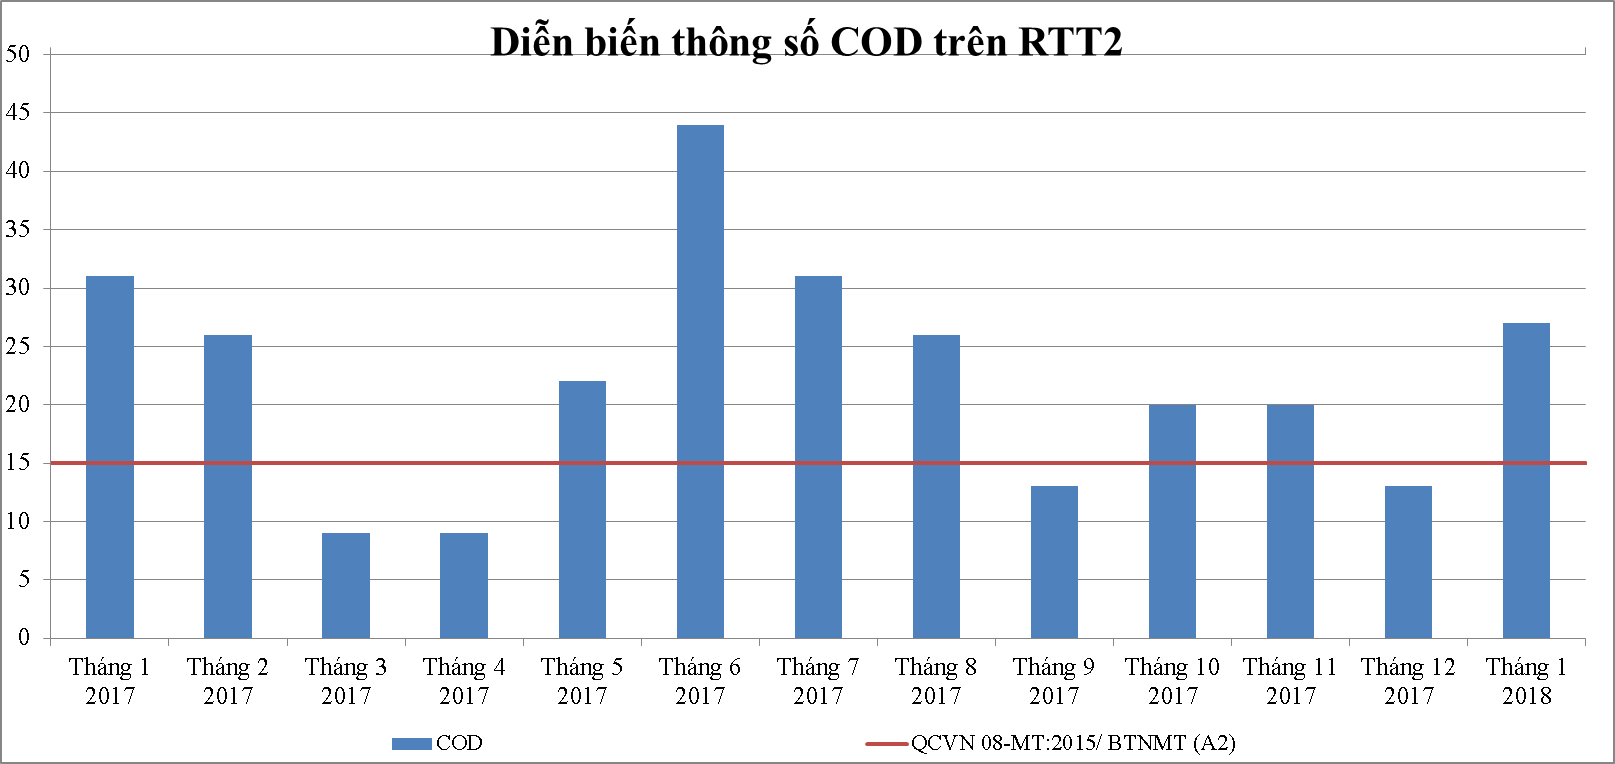 Diễn biến thông số COD trên RTT2
50
45
40
35
30
25
20
15
10
5
0
Tháng 1 2017
Tháng 2 2017
Tháng 3 2017
Tháng 4 2017
Tháng 5 2017
Tháng 6 2017
Tháng 7 2017
Tháng 8 2017
Tháng 9 2017
Tháng 10 2017
Tháng 11 2017
Tháng 12 2017
Tháng 1 2018
COD
QCVN 08-MT:2015/ BTNMT (A2)